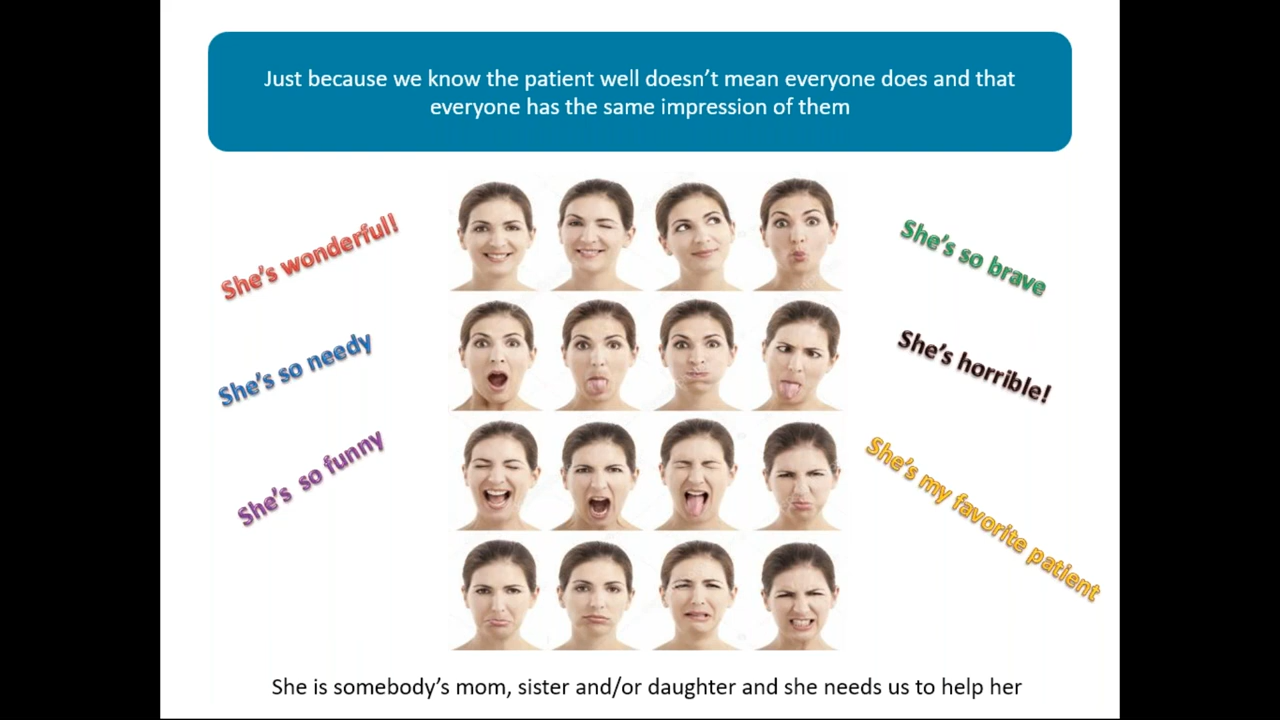 Just because we know the patient well doesn’t mean everyone does and that
everyone has the same impression of them
She’s wonderful!
She’s so needy
She’s so funny
She’s so brave
She’s horrible!
She’s my favorite patient
She is somebody’s mom, sister and/or daughter and she needs us to help her